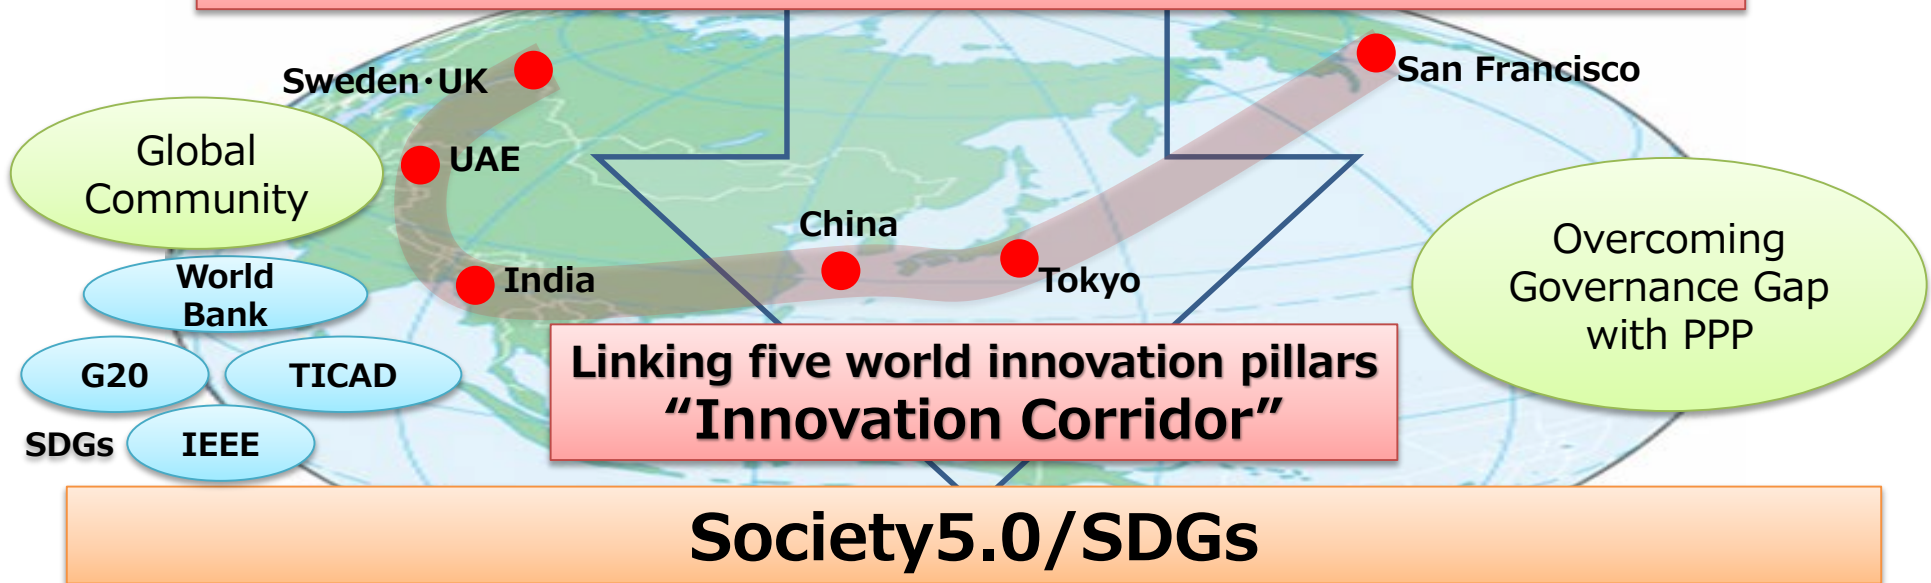 Sweden・UK
San Francisco
Global
Community
UAE
China
Overcoming
Governance Gap
with PPP
World
Bank
India
Tokyo
G20
TICAD
Linking five world innovation pillars
“Innovation Corridor”
SDGs
IEEE
Society5.0/SDGs